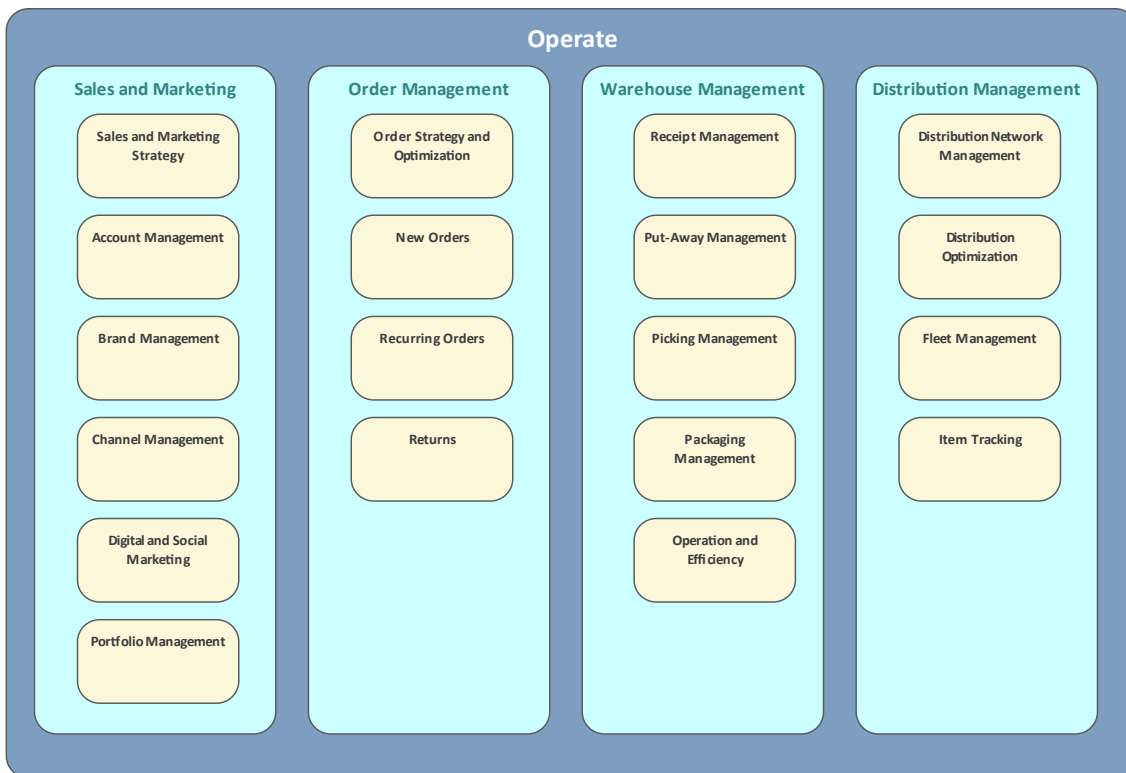 Operate
Sales and Marketing
Sales and Marketing
Strategy
Account Management
Brand Management
Channel Management
Digital and Social
Marketing
Portfolio Management
Order Management
Order Strategy and
Optimization
New Orders
Recurring Orders
Returns
Warehouse Management
Receipt Management
Put-Away Management
Picking Management
Packaging
Management
Operation and
Efficiency
Distribution Management
Distribution Network
Management
Distribution
Optimization
Fleet Management
Item Tracking